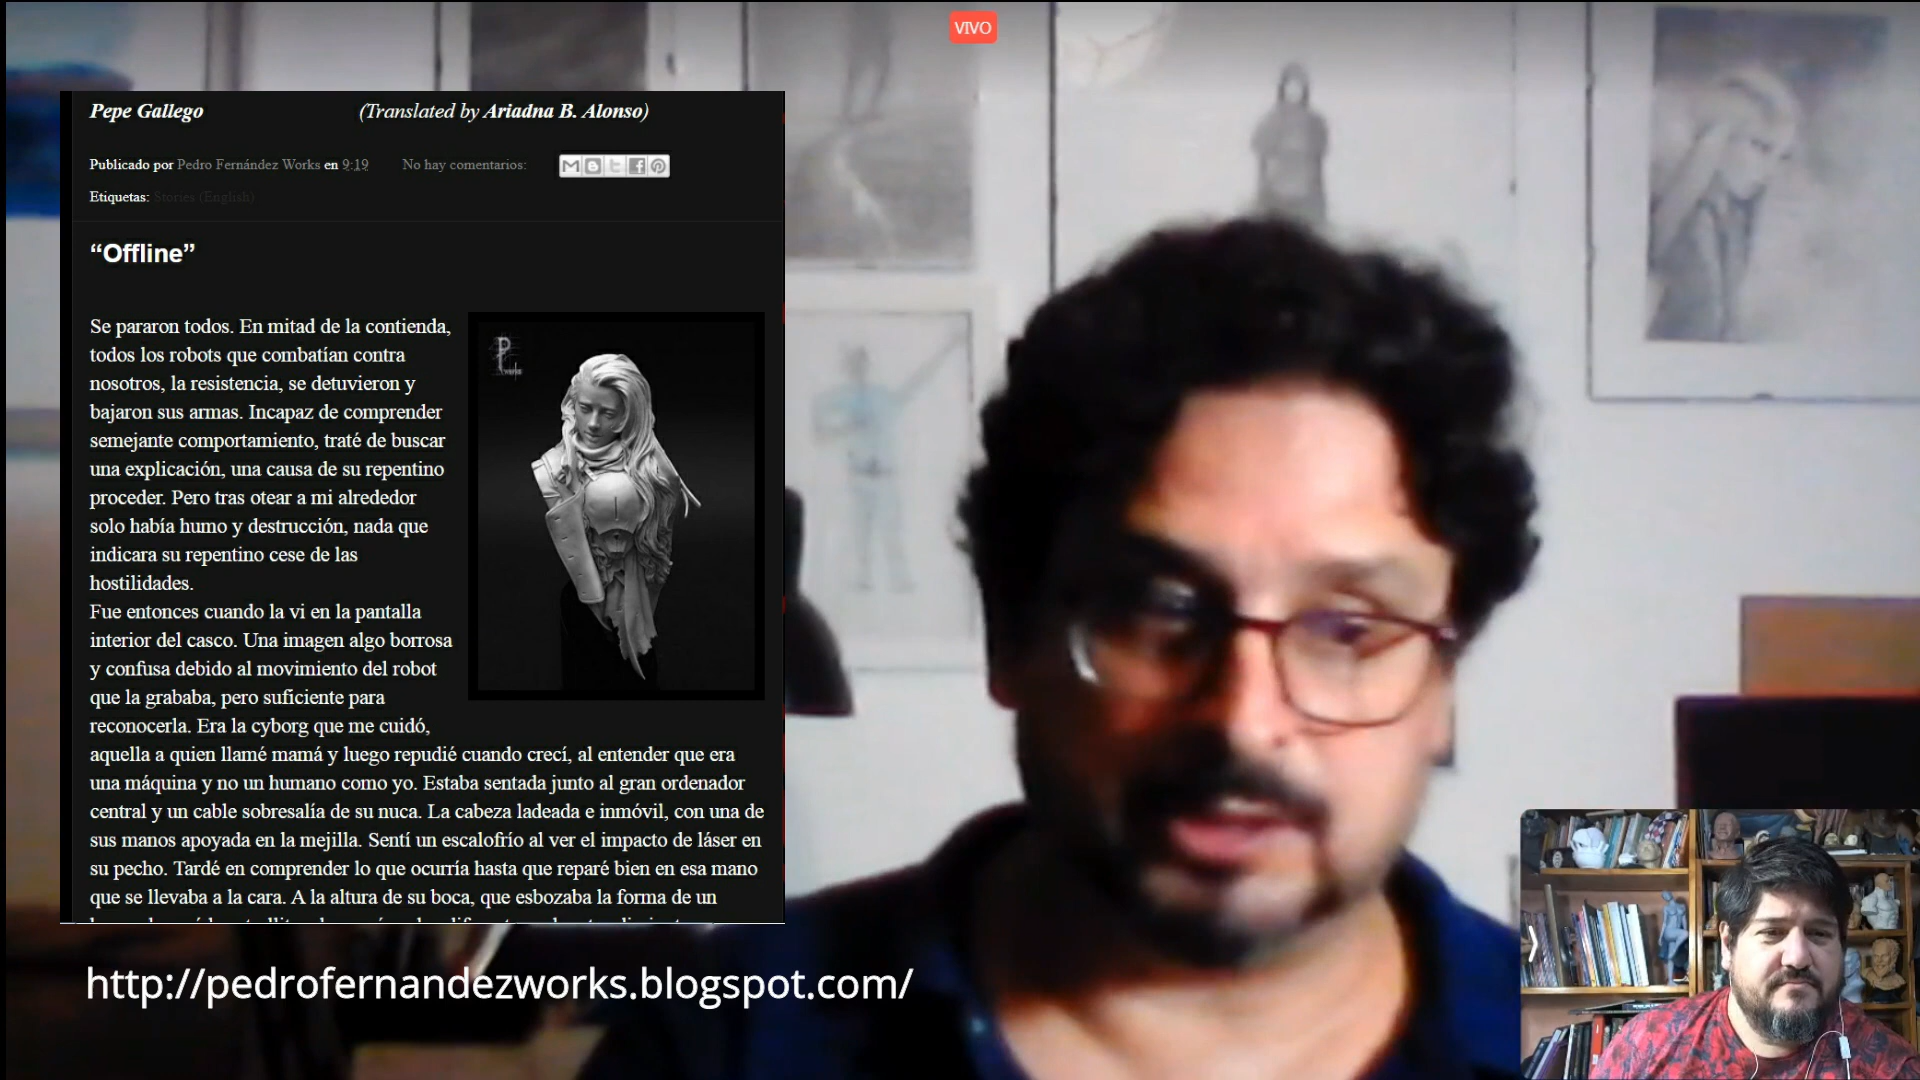 VIVO
Pepe Gallego (Translated by Ariadna B. Alonso)
Publicado por Pedro Fernández Works en 9:19 No hay comentarios:
Etiquetas: Stories (English)
“Offline”
Se pararon todos. En mitad de la contienda,
todos los robots que combatían contra
nosotros, la resistencia, se detuvieron y
bajaron sus armas. Incapaz de comprender
semejante comportamiento, traté de buscar
una explicación, una causa de su repentino
proceder. Pero tras otear a mi alrededor
solo había humo y destrucción, nada que
indicara su repentino cese de las
hostilidades.
Fue entonces cuando la vi en la pantalla
interior del casco. Una imagen algo borrosa
y confusa debido al movimiento del robot
que la grababa, pero suficiente para
reconocerla. Era la cyborg que me cuidó,
aquella a quien llamé mamá y luego repudié cuando crecí, al entender que era
una máquina y no un humano como yo. Estaba sentada junto al gran ordenador
central y un cable sobresalía de su nuca. La cabeza ladeada e inmóvil, con una de
sus manos apoyada en la mejilla. Sentí un escalofrío al ver el impacto de láser en
su pecho. Tardé en comprender lo que ocurría hasta que reparé bien en esa mano
que se llevaba a la cara. A la altura de su boca, que esbozaba la forma de un
http://pedrofernandezworks.blogspot.com/